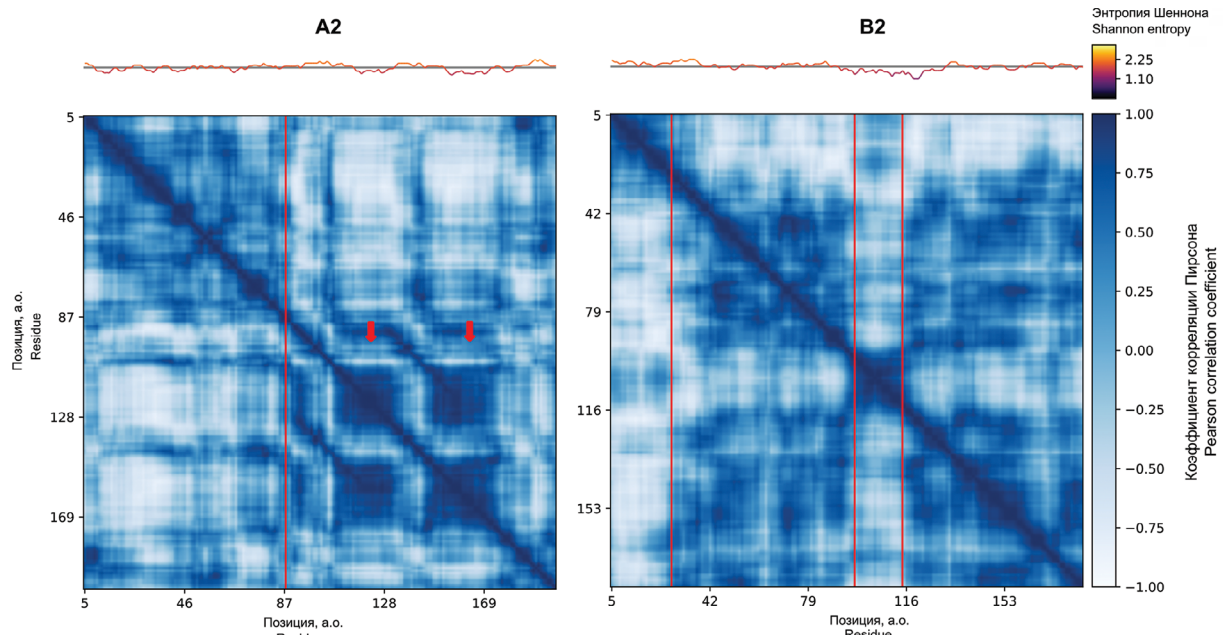 Энтропия Шеннона
Shannon entropy
A2
B2
2.25
1.10
5
46
87
128
169
Позиция, а.о.
Residue
5
46
87
128
169
Позиция, а.о.
5
42
79
116
153
5
42
79
116
153
Позиция, а.о.
Residue
1.00
0.75
0.50
0.25
0.00
−0.25
−0.50
−0.75
−1.00
Коэффициент корреляции Пирсона
Pearson correlation coefficient